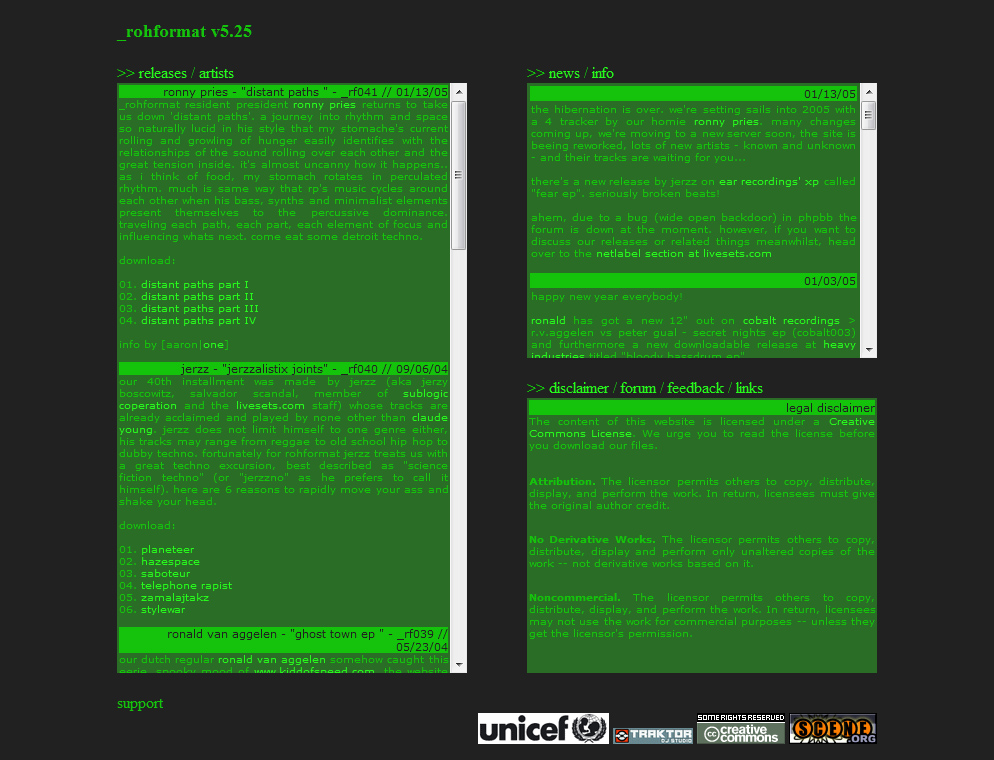 _rohformat v5.25
>> releases / artists
ronny pries - "distant paths " - _rf041 // 01/13/05
_rohformat resident president ronny pries returns to take
us down 'distant paths'. a journey into rhythm and space
so naturally lucid in his style that my stomache's current
rolling and growling of hunger easily identifies with the
relationships of the sound rolling over each other and the
great tension inside. it's almost uncanny how it happens..
as i think of food, my stomach rotates in perculated
rhythm. much is same way that rp's music cycles around
each other when his bass, synths and minimalist elements
present themselves to the percussive dominance.
traveling each path, each part, each element of focus and
influencing whats next. come eat some detroit techno.
download:
01. distant paths part I
02. distant paths part II
03. distant paths part III
04. distant paths part IV
info by [aaron|one]
jerzz - "jerzzalistix joints" - _rf040 // 09/06/04
our 40th installment was made by jerzz (aka jerzy
boscowitz, salvador scandal, member of sublogic
coperation and the livesets.com staff) whose tracks are
already acclaimed and played by none other than claude
young. jerzz does not limit himself to one genre either,
his tracks may range from reggae to old school hip hop to
dubby techno. fortunately for rohformat jerzz treats us with
a great techno excursion, best described as "science
fiction techno" (or "jerzzno" as he prefers to call it
himself). here are 6 reasons to rapidly move your ass and
shake your head.
download:
01. planeteer
02. hazespace
03. saboteur
04. telephone rapist
05. zamalajtakz
06. stylewar
ronald van aggelen - "ghost town ep " - _rf039 //
05/23/04
our dutch regular ronald van aggelen somehow caught this
eerie, spooky mood of www.kiddofspeed.com, the website
support
>> news / info
01/13/05
the hibernation is over. we're setting sails into 2005 with
a 4 tracker by our homie ronny pries. many changes
coming up, we're moving to a new server soon, the site is
beeing reworked, lots of new artists - known and unknown
- and their tracks are waiting for you...
there's a new release by jerzz on ear recordings' xp called
"fear ep". seriously broken beats!
ahem, due to a bug (wide open backdoor) in phpbb the
forum is down at the moment. however, if you want to
discuss our releases or related things meanwhilst, head
over to the netlabel section at livesets.com
01/03/05
happy new year everybody!
ronald has got a new 12" out on cobalt recordings >
r.v.aggelen vs peter gual - secret nights ep (cobalt003)
and furthermore a new downloadable release at heavy
industries titled "bloody bassdrum ep"
>> disclaimer / forum / feedback / links
legal disclaimer
The content of this website is licensed under a Creative
Commons License. We urge you to read the license before
you download our files.
Attribution. The licensor permits others to copy, distribute,
display, and perform the work. In return, licensees must give
the original author credit.
No Derivative Works. The licensor permits others to copy,
distribute, display and perform only unaltered copies of the
work -- not derivative works based on it.
Noncommercial. The licensor permits others to copy,
distribute, display, and perform the work. In return, licensees
may not use the work for commercial purposes -- unless they
get the licensor's permission.
unicef
TRAKTOR
DJ STUDIO
SOME RIGHTS RESERVED
cc creative
commons
SCENE
.ORG